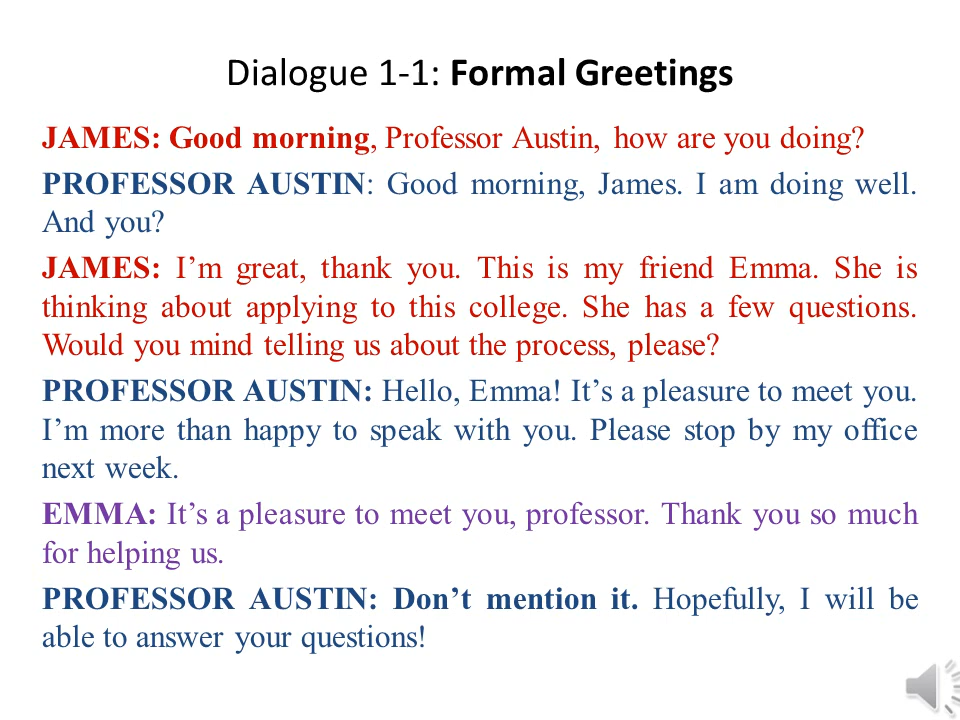 Dialogue 1-1: Formal Greetings
JAMES: Good morning, Professor Austin, how are you doing?
PROFESSOR AUSTIN: Good morning, James. I am doing well.
And you?
JAMES: I’m great, thank you. This is my friend Emma. She is
thinking about applying to this college. She has a few questions.
Would you mind telling us about the process, please?
PROFESSOR AUSTIN: Hello, Emma! It’s a pleasure to meet you.
I’m more than happy to speak with you. Please stop by my office
next week.
EMMA: It’s a pleasure to meet you, professor. Thank you so much
for helping us.
PROFESSOR AUSTIN: Don’t mention it. Hopefully, I will be
able to answer your questions!